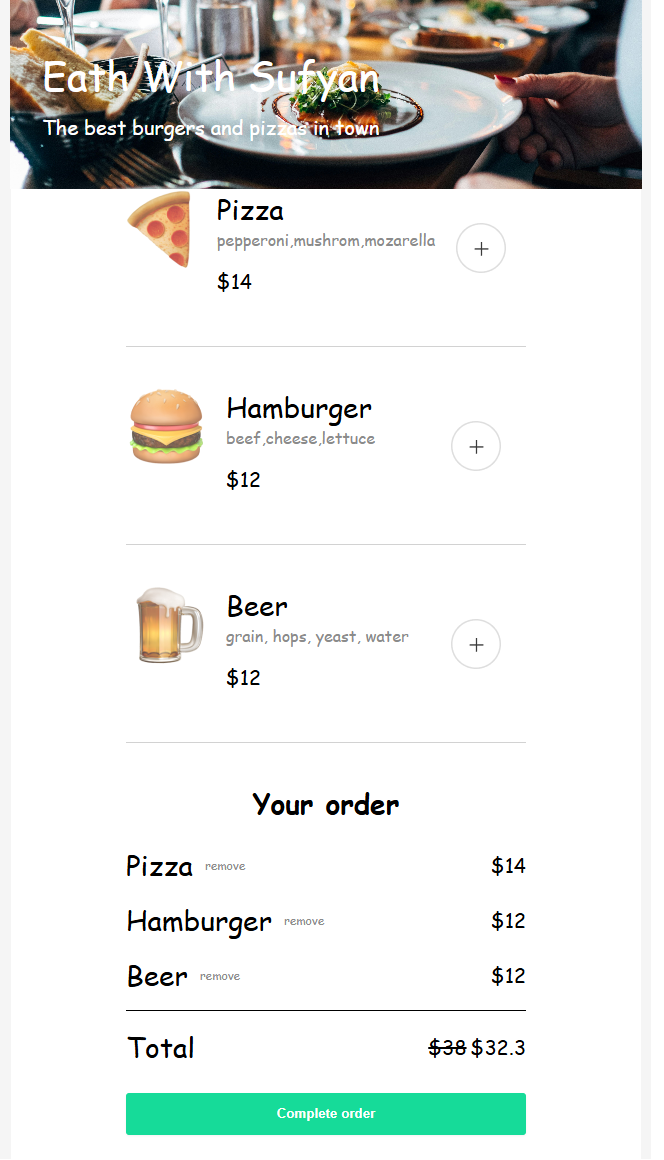 Eath With Sufyan
The best burgers and pizzas in town
Pizza
pepperoni,mushrom,mozarella
$14
Hamburger
beef,cheese,lettuce
$12
Beer
grain, hops, yeast, water
$12
Your order
Pizza remove $14
Hamburger remove $12
Beer remove $12
Total $38 $32.3
Complete order